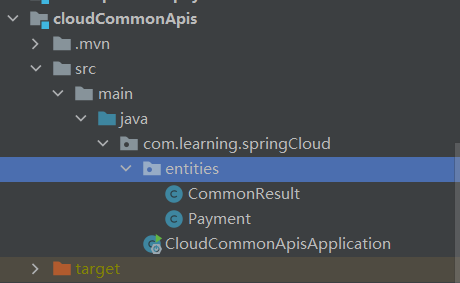 cloudCommonApis
.mvn
src
main
java
com.learning.springCloud
entities
CommonResult
Payment
CloudCommonApisApplication
target